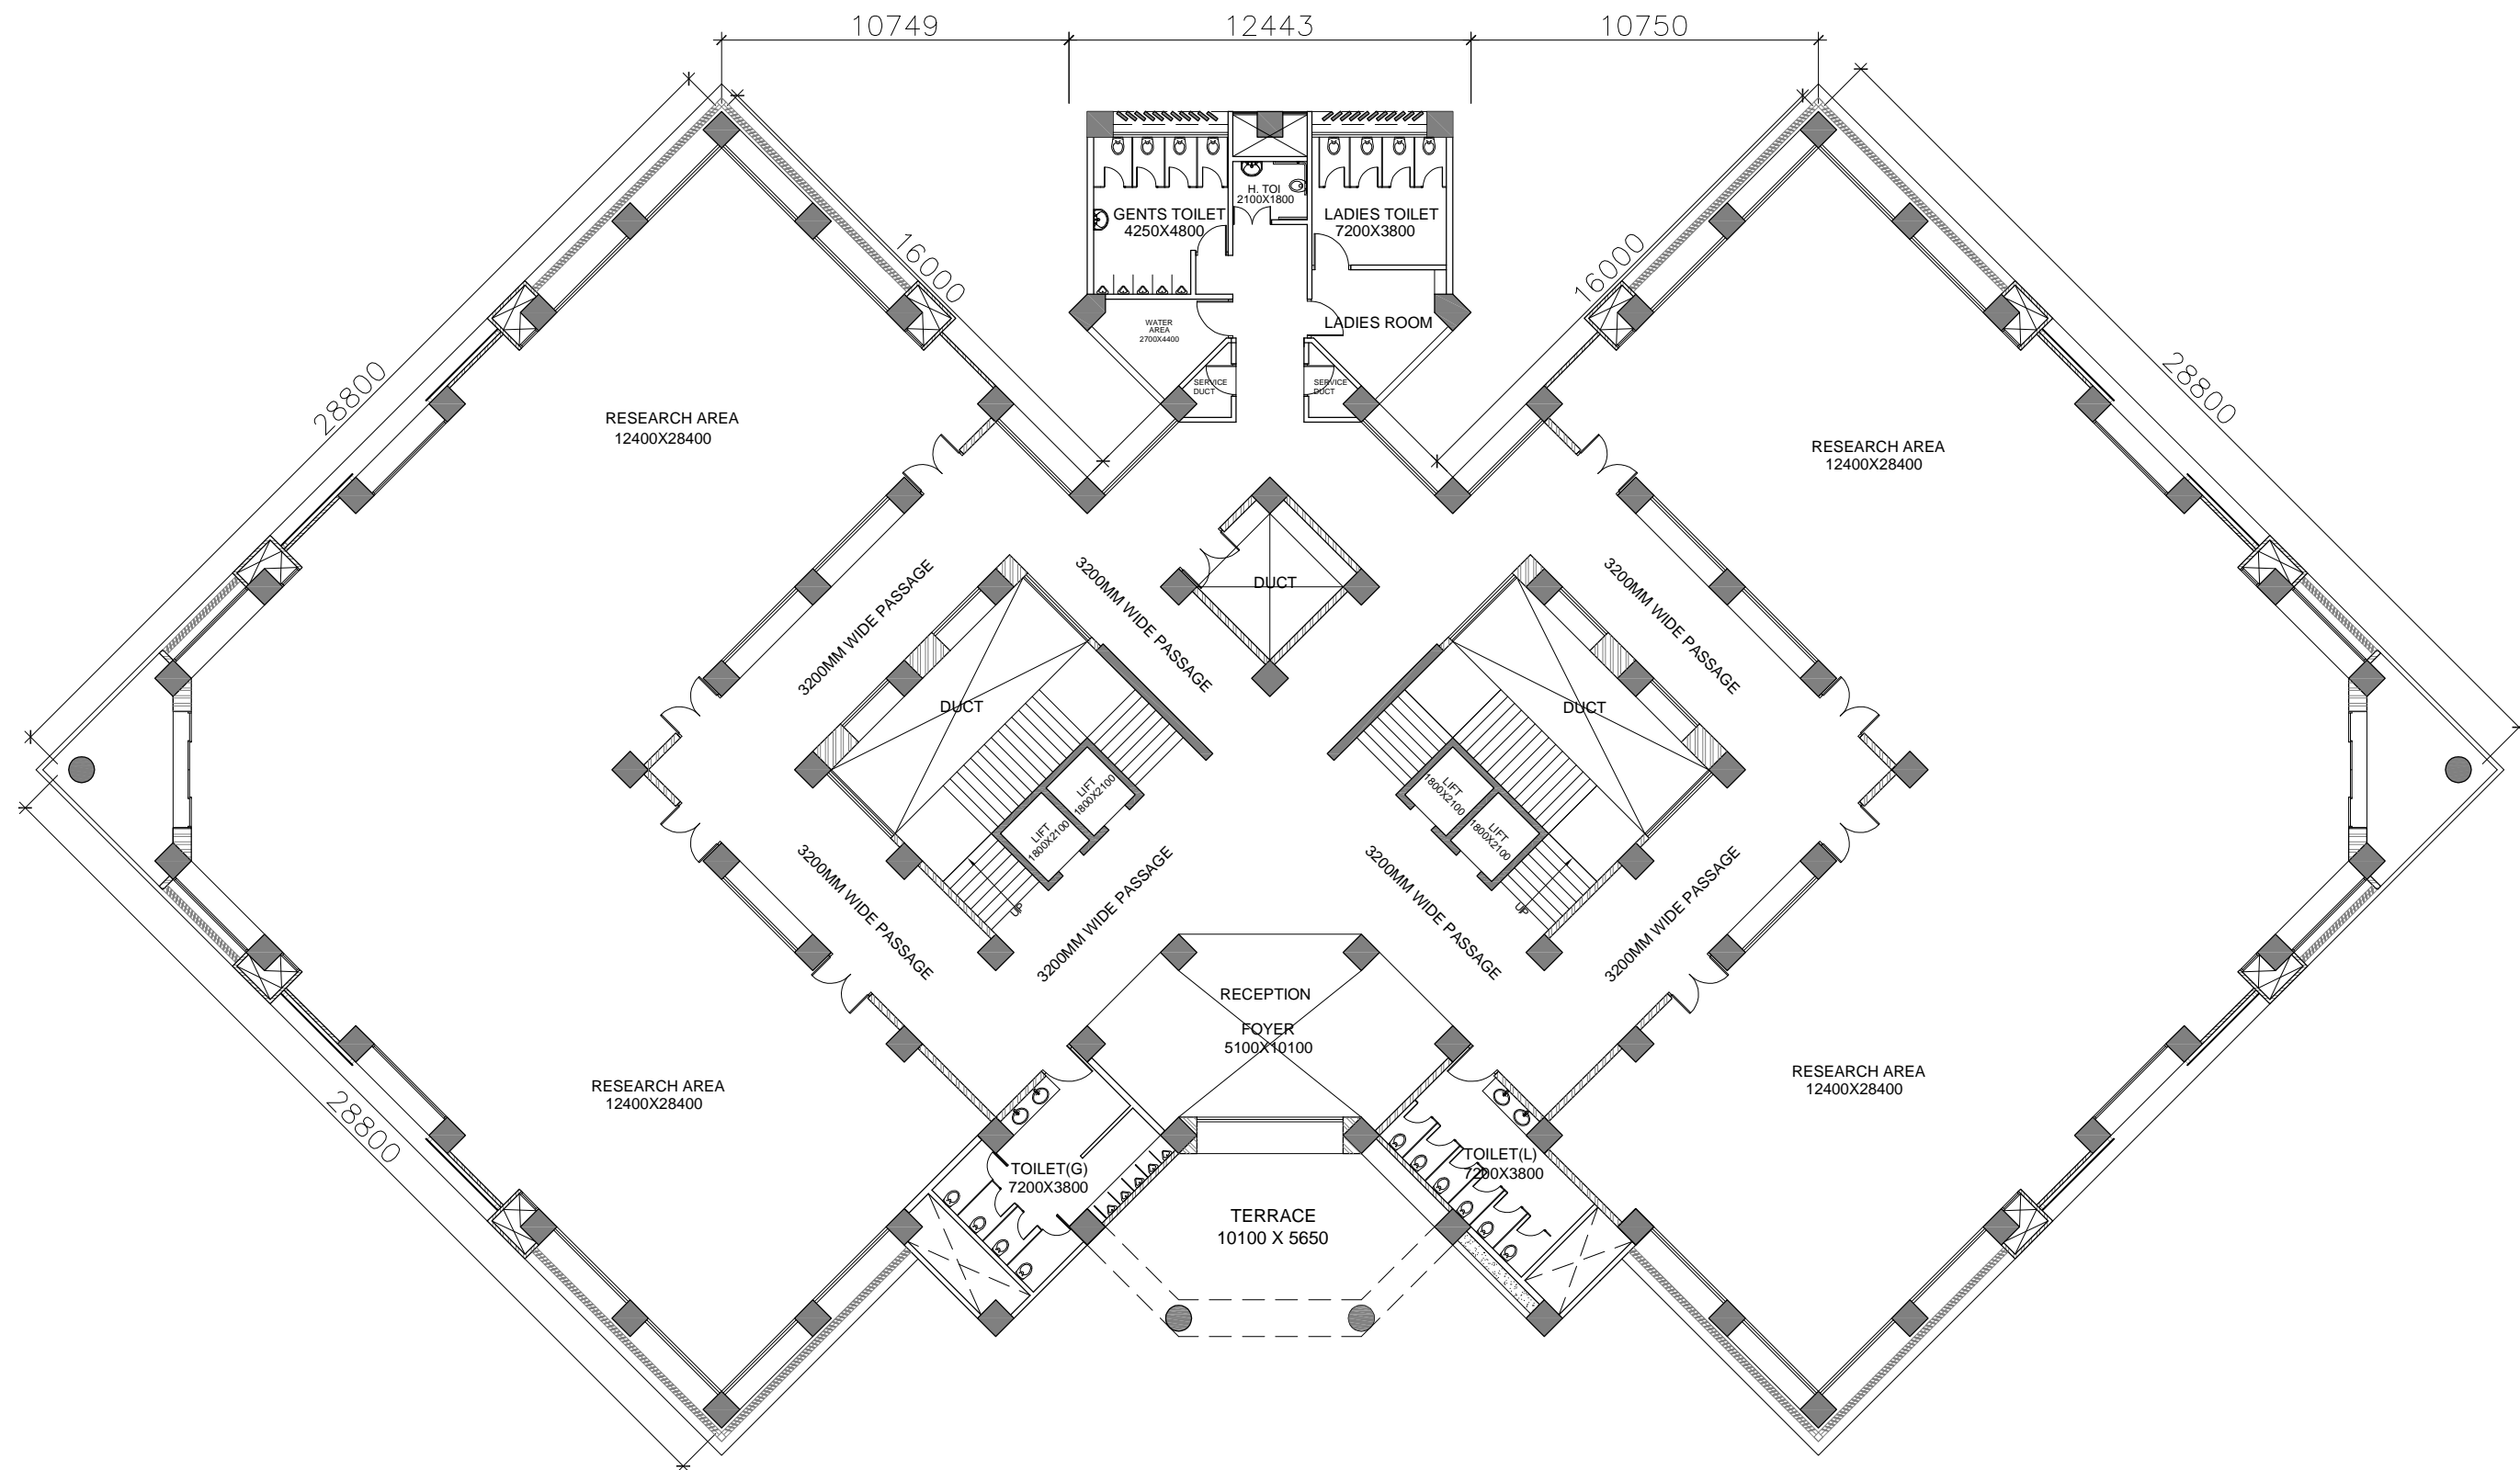 10749
12443
10750
16000
16000
28800
28800
28800
GENTS TOILET
4250X4800
H. TOI
2100X1800
LADIES TOILET
7200X3800
WATER
AREA
2700X4400
LADIES ROOM
SERVICE
DUCT
SERVICE
DUCT
RESEARCH AREA
12400X28400
RESEARCH AREA
12400X28400
3200MM WIDE PASSAGE
3200MM WIDE PASSAGE
DUCT
3200MM WIDE PASSAGE
DUCT
DUCT
LIFT
1800X2100
LIFT
1800X2100
LIFT
1800X2100
LIFT
1800X2100
UP
UP
3200MM WIDE PASSAGE
3200MM WIDE PASSAGE
3200MM WIDE PASSAGE
3200MM WIDE PASSAGE
RECEPTION
FOYER
5100X10100
RESEARCH AREA
12400X28400
RESEARCH AREA
12400X28400
TOILET(G)
7200X3800
TOILET(L)
7200X3800
TERRACE
10100 X 5650